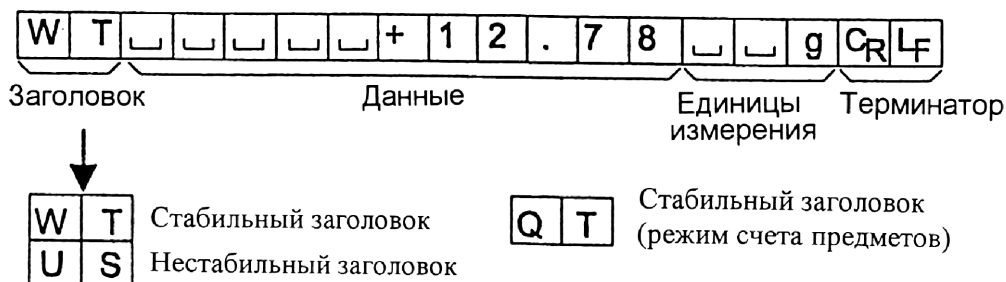 W T ␣ ␣ ␣ ␣ ␣ + 1 2 . 7 8 ␣ ␣ g CR LF
Заголовок Данные Единицы измерения Терминатор
W T Стабильный заголовок
U S Нестабильный заголовок
Q T Стабильный заголовок
(режим счета предметов)